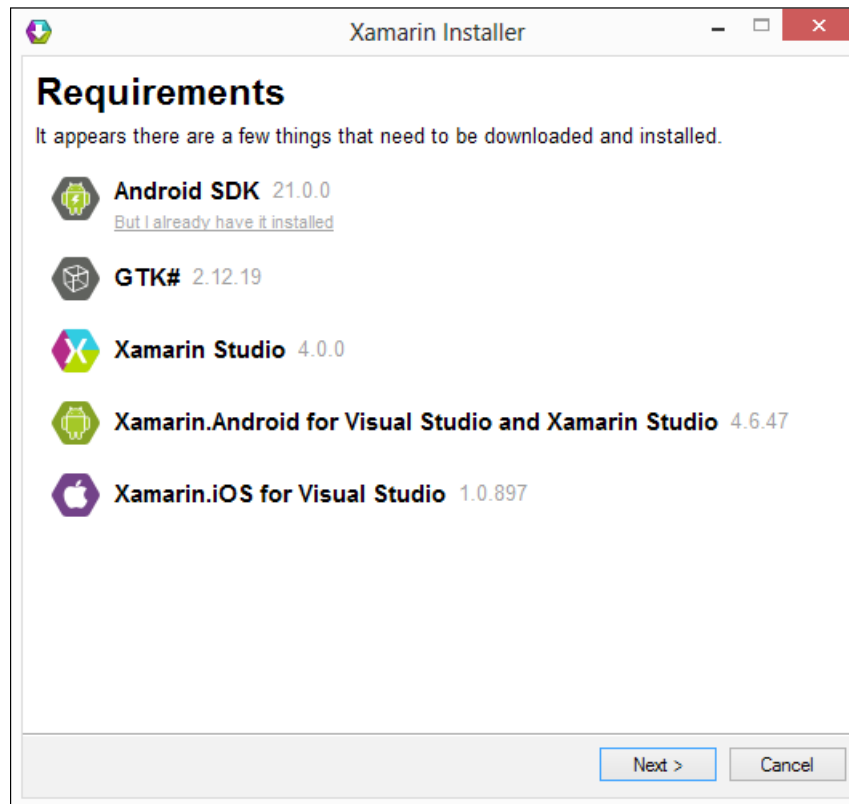 Xamarin Installer
Requirements
It appears there are a few things that need to be downloaded and installed.
Android SDK 21.0.0
But I already have it installed
GTK# 2.12.19
Xamarin Studio 4.0.0
Xamarin.Android for Visual Studio and Xamarin Studio 4.6.47
Xamarin.iOS for Visual Studio 1.0.897
Next > Cancel